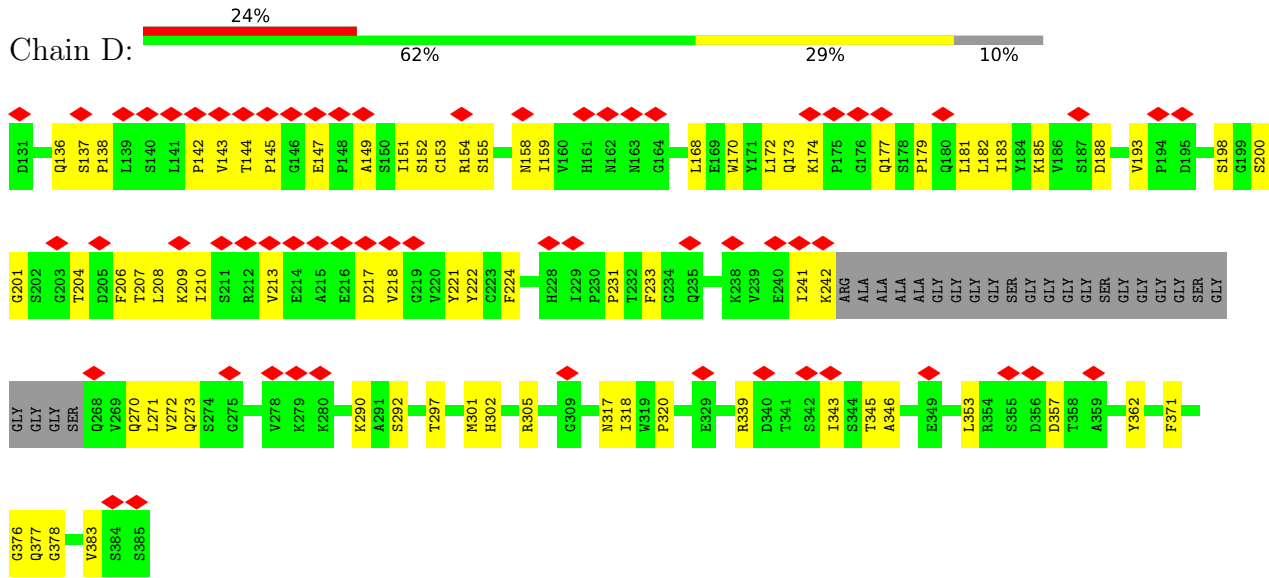 24%
Chain D:
62% 29% 10%
D131 Q136 S137 P138 L139 S140 L141 P142 V143 T144 P145 G146 E147 P148 A149 S150 I151 S152 C153 R154 S155 N158 I159 V160 H161 N162 N163 G164 L168 E169 W170 Y171 L172 Q173 K174 P175 G176 Q177 S178 P179 Q180 L181 L182 I183 Y184 K185 V186 S187 D188 V193 P194 D195 S198 G199 S200
G201 S202 G203 T204 D205 F206 T207 L208 K209 I210 S211 R212 V213 E214 A215 E216 D217 V218 G219 V220 Y221 Y222 C223 F224 H228 I229 P230 P231 T232 F233 G234 Q235 K238 V239 E240 I241 K242 ARG ALA ALA ALA ALA GLY GLY GLY GLY SER GLY GLY GLY GLY SER GLY GLY GLY GLY SER GLY
GLY GLY GLY SER Q268 V269 Q270 L271 V272 Q273 S274 G275 V278 K279 K280 K290 A291 S292 T297 M301 H302 R305 G309 N317 I318 W319 P320 E329 R339 D340 T341 S342 I343 S344 T345 A346 E349 L353 R354 S355 D356 D357 T358 A359 Y362 F371
G376 Q377 G378 V383 S384 S385